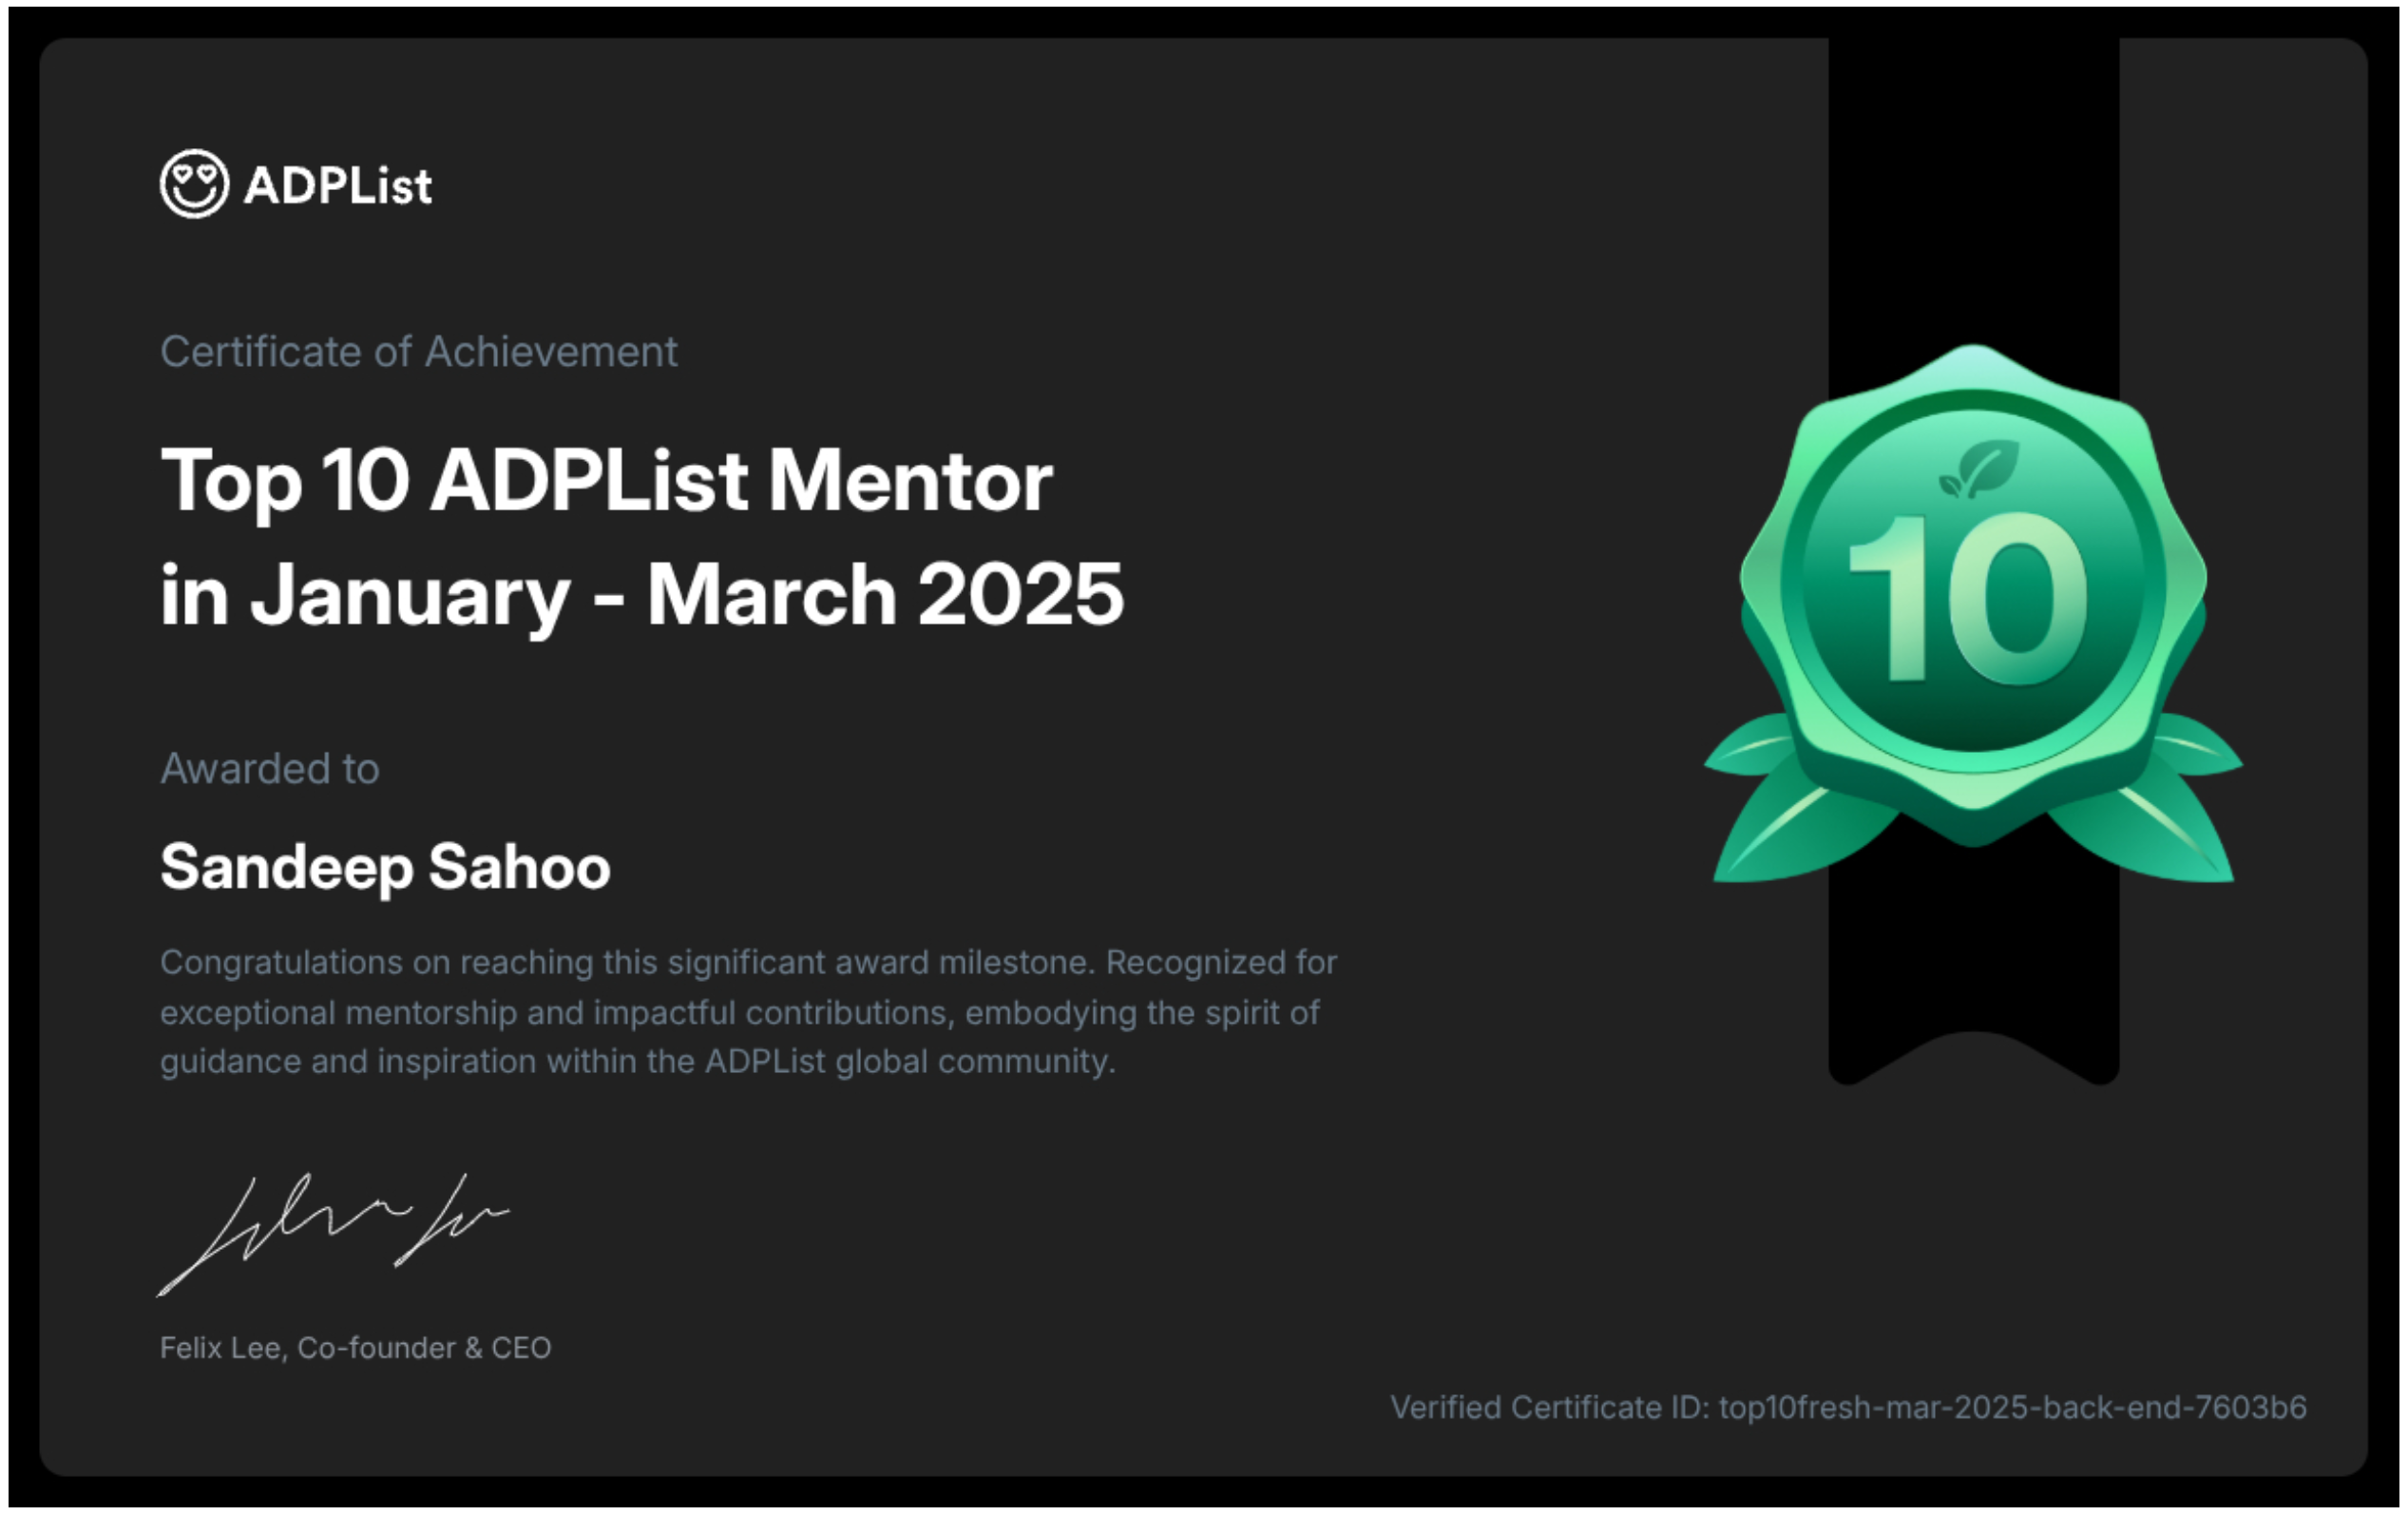 ADPList
Certificate of Achievement
Top 10 ADPList Mentor
in January - March 2025
Awarded to
Sandeep Sahoo
Congratulations on reaching this significant award milestone. Recognized for
exceptional mentorship and impactful contributions, embodying the spirit of
guidance and inspiration within the ADPList global community.
Felix Lee, Co-founder & CEO
10
Verified Certificate ID: top10fresh-mar-2025-back-end-7603b6